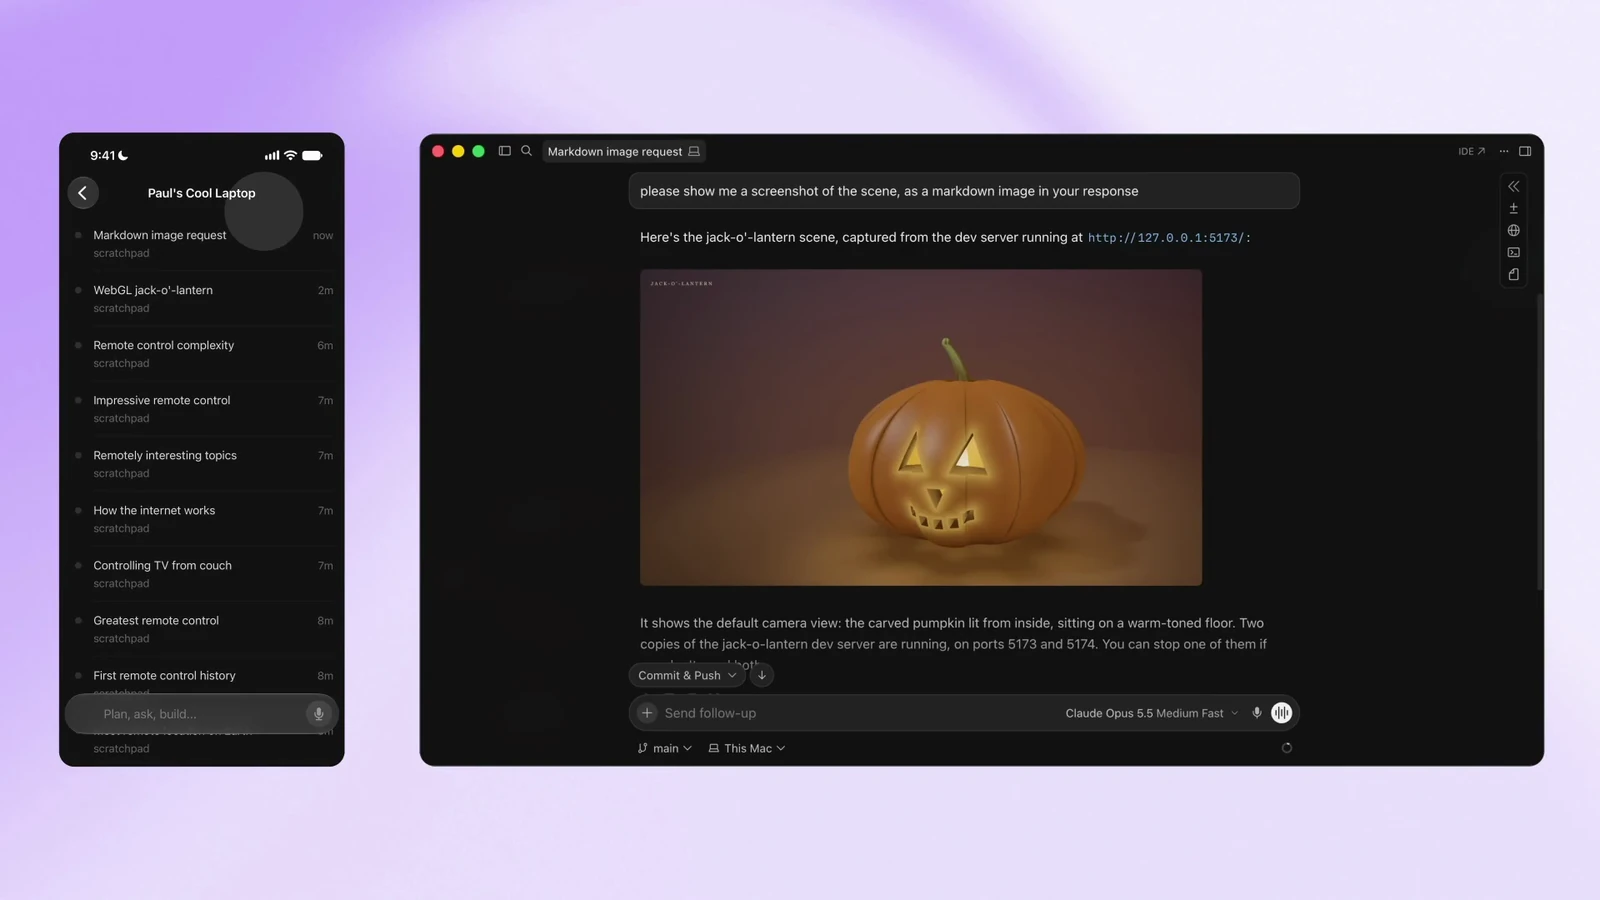 9:41
Paul's Cool Laptop
Markdown image request
now
scratchpad
WebGL jack-o'-lantern
2m
scratchpad
Remote control complexity
6m
scratchpad
Impressive remote control
7m
scratchpad
Remotely interesting topics
7m
scratchpad
How the internet works
7m
scratchpad
Controlling TV from couch
7m
scratchpad
Greatest remote control
8m
scratchpad
First remote control history
8m
scratchpad
Plan, ask, build...
scratchpad
Markdown image request
IDE
please show me a screenshot of the scene, as a markdown image in your response
Here's the jack-o'-lantern scene, captured from the dev server running at http://127.0.0.1:5173/:
JACK-O'-LANTERN
It shows the default camera view: the carved pumpkin lit from inside, sitting on a warm-toned floor. Two
copies of the jack-o-lantern dev server are running, on ports 5173 and 5174. You can stop one of them if
both
Commit & Push
Send follow-up
Claude Opus 5.5 Medium Fast
main
This Mac